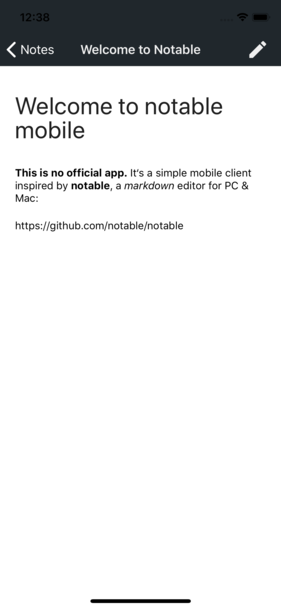 12:38
Notes
Welcome to Notable
Welcome to notable
mobile
This is no official app. It's a simple mobile client
inspired by notable, a markdown editor for PC &
Mac:
https://github.com/notable/notable